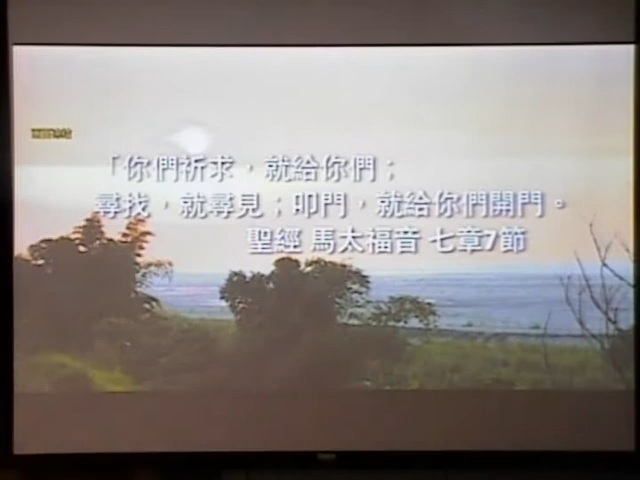 「你們祈求，就給你們；
尋找，就尋見；叩門，就給你們開門。
聖經 馬太福音 七章7節